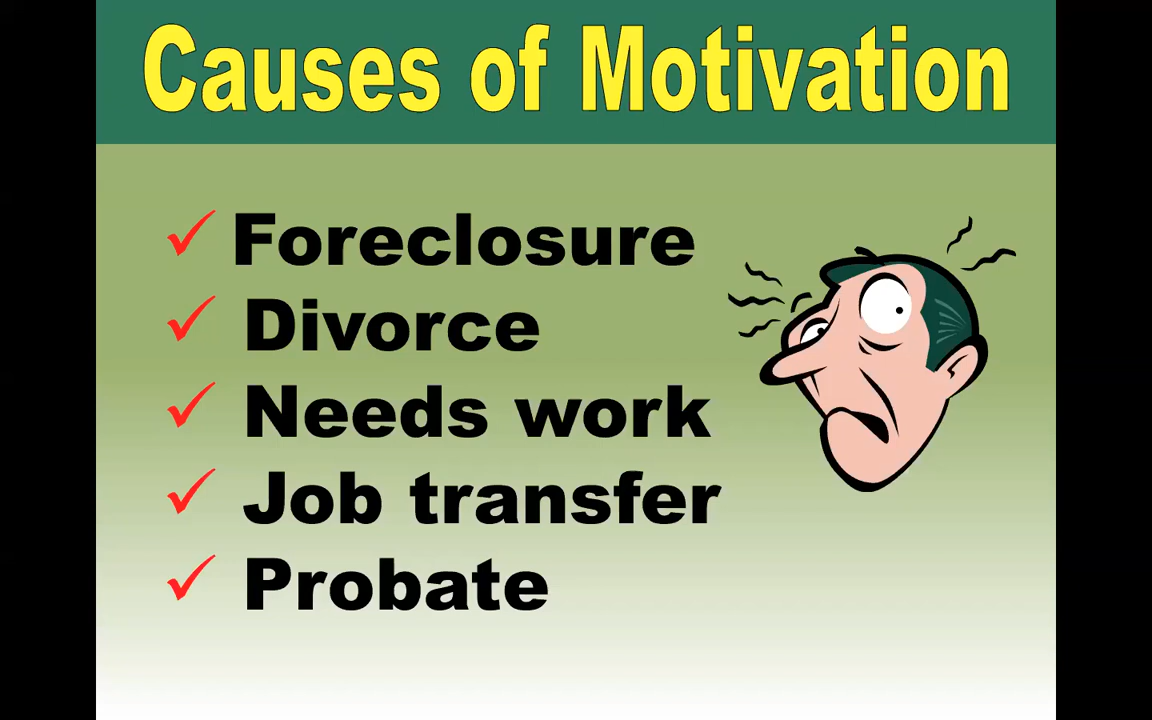 Causes of Motivation
Foreclosure
Divorce
Needs work
Job transfer
Probate